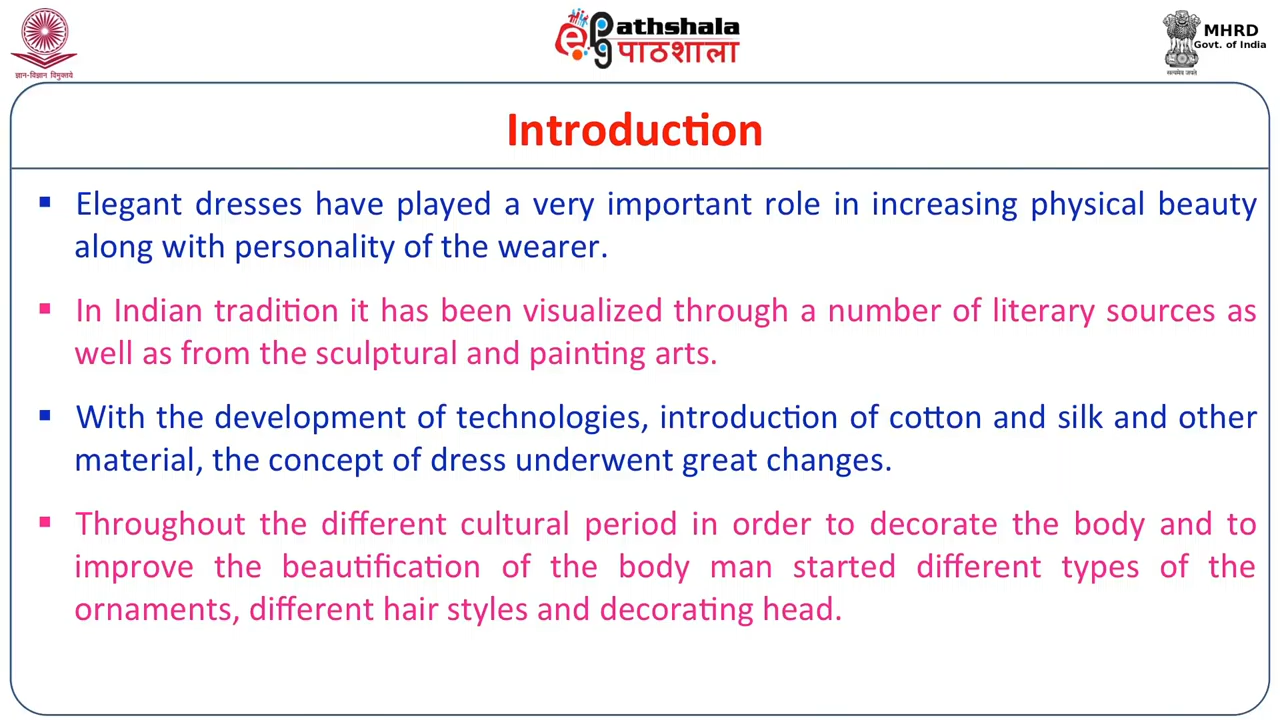 ज्ञान-विज्ञान विमुक्तये
ePathshala
पाठशाला
MHRD
Govt. of India
सत्यमेव जयते
Introduction
▪ Elegant dresses have played a very important role in increasing physical beauty
along with personality of the wearer.
▪ In Indian tradition it has been visualized through a number of literary sources as
well as from the sculptural and painting arts.
▪ With the development of technologies, introduction of cotton and silk and other
material, the concept of dress underwent great changes.
▪ Throughout the different cultural period in order to decorate the body and to
improve the beautification of the body man started different types of the
ornaments, different hair styles and decorating head.